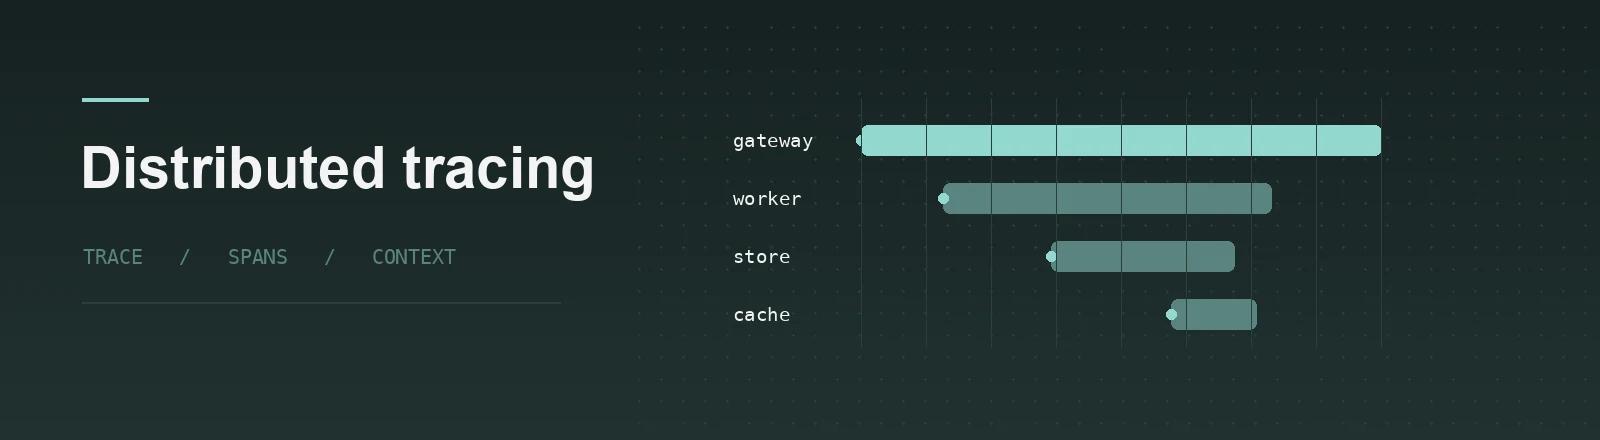 Distributed tracing
TRACE / SPANS / CONTEXT
gateway
worker
store
cache